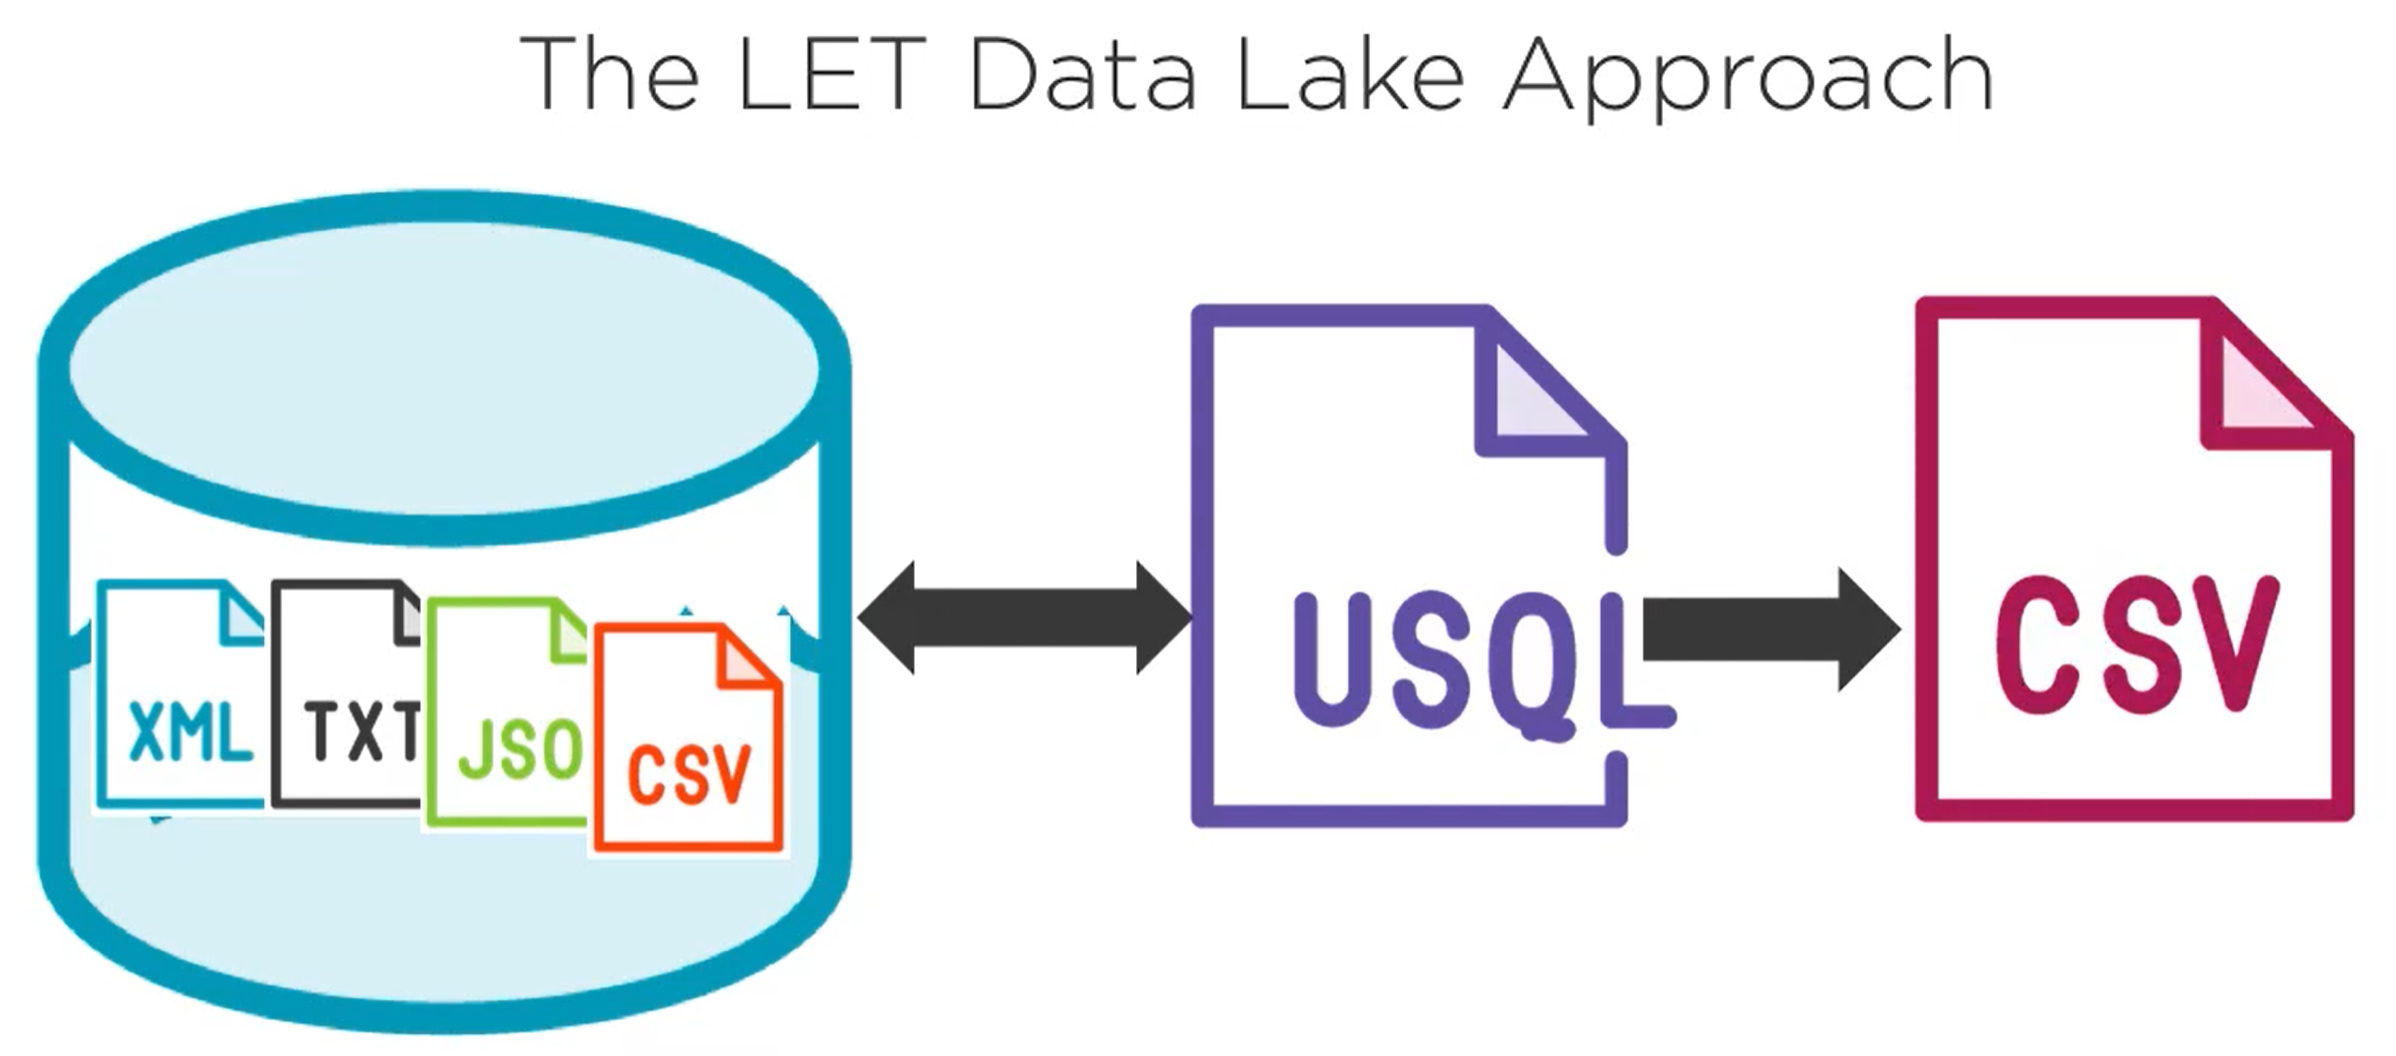 The LET Data Lake Approach
XML
TXT
JSO
CSV
USQL
CSV